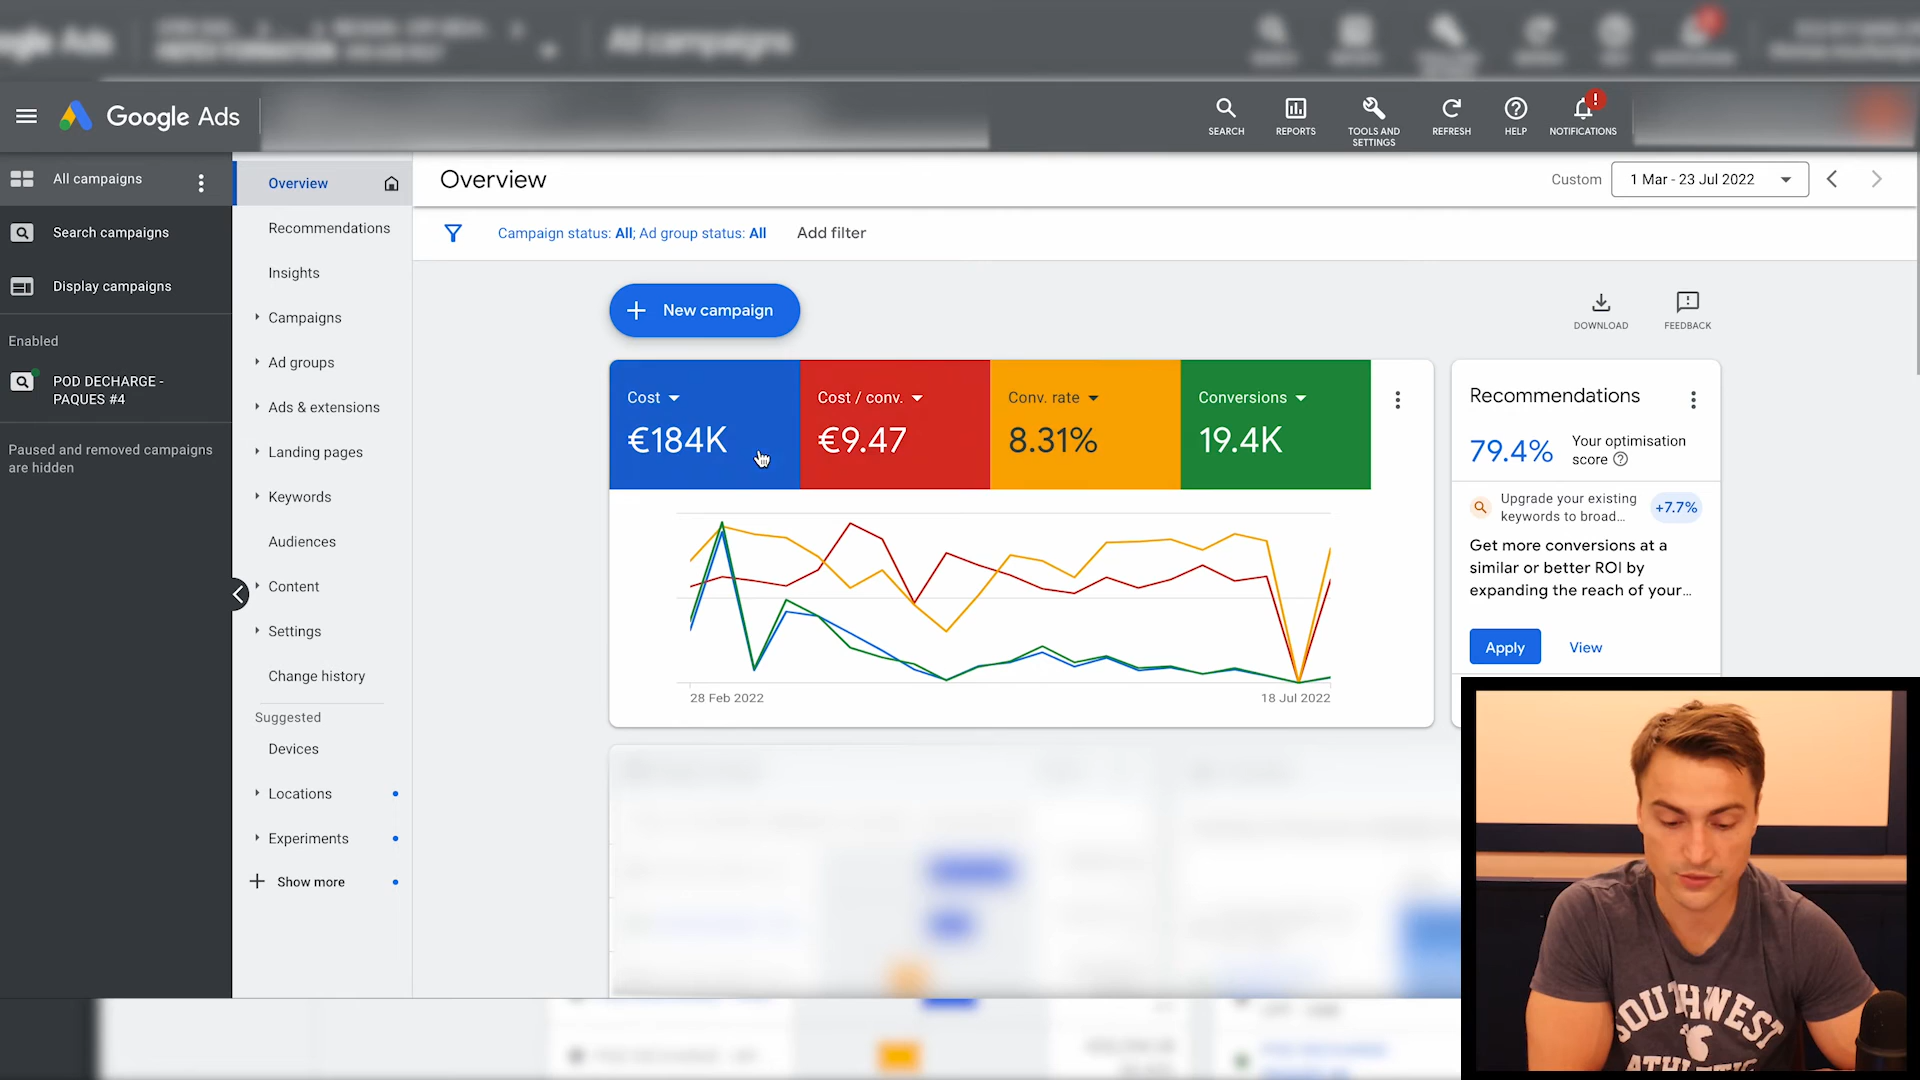 Google Ads
SEARCH
REPORTS
TOOLS AND
SETTINGS
REFRESH
HELP
NOTIFICATIONS
All campaigns
Search campaigns
Display campaigns
Enabled
POD DECHARGE -
PAQUES #4
Paused and removed campaigns
are hidden
Overview
Recommendations
Insights
Campaigns
Ad groups
Ads & extensions
Landing pages
Keywords
Audiences
Content
Settings
Change history
Suggested
Devices
Locations
Experiments
Show more
Overview
Custom
1 Mar - 23 Jul 2022
Campaign status: All; Ad group status: All
Add filter
New campaign
DOWNLOAD
FEEDBACK
Cost
€184K
Cost / conv.
€9.47
Conv. rate
8.31%
Conversions
19.4K
28 Feb 2022
18 Jul 2022
Recommendations
79.4%
Your optimisation
score
Upgrade your existing
keywords to broad...
+7.7%
Get more conversions at a
similar or better ROI by
expanding the reach of your...
Apply
View
SOUTHWEST